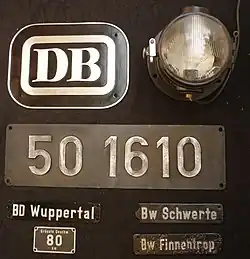 DB
50 1610
BD Wuppertal
Bw Schwerte
80
Bw Finnentrop